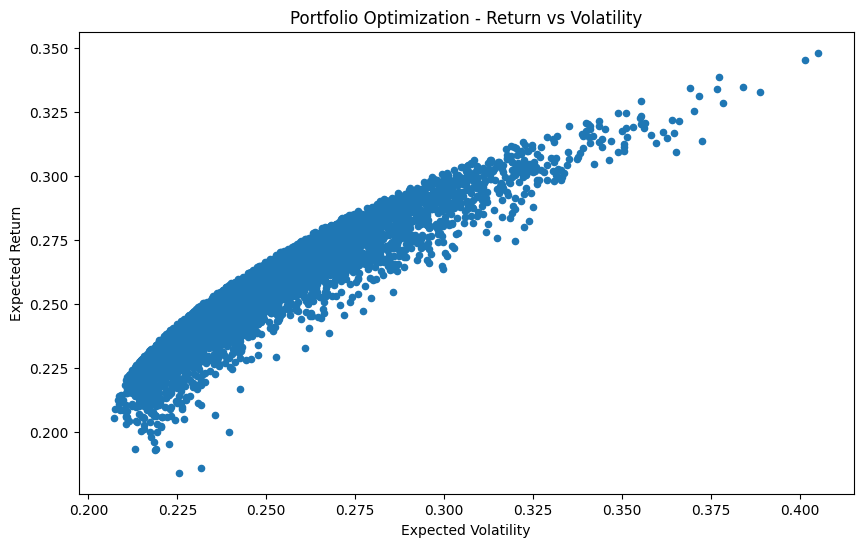 Portfolio Optimization - Return vs Volatility
0.350
0.325
0.300
0.275
0.250
0.225
0.200
Expected Return
0.200 0.225 0.250 0.275 0.300 0.325 0.350 0.375 0.400
Expected Volatility